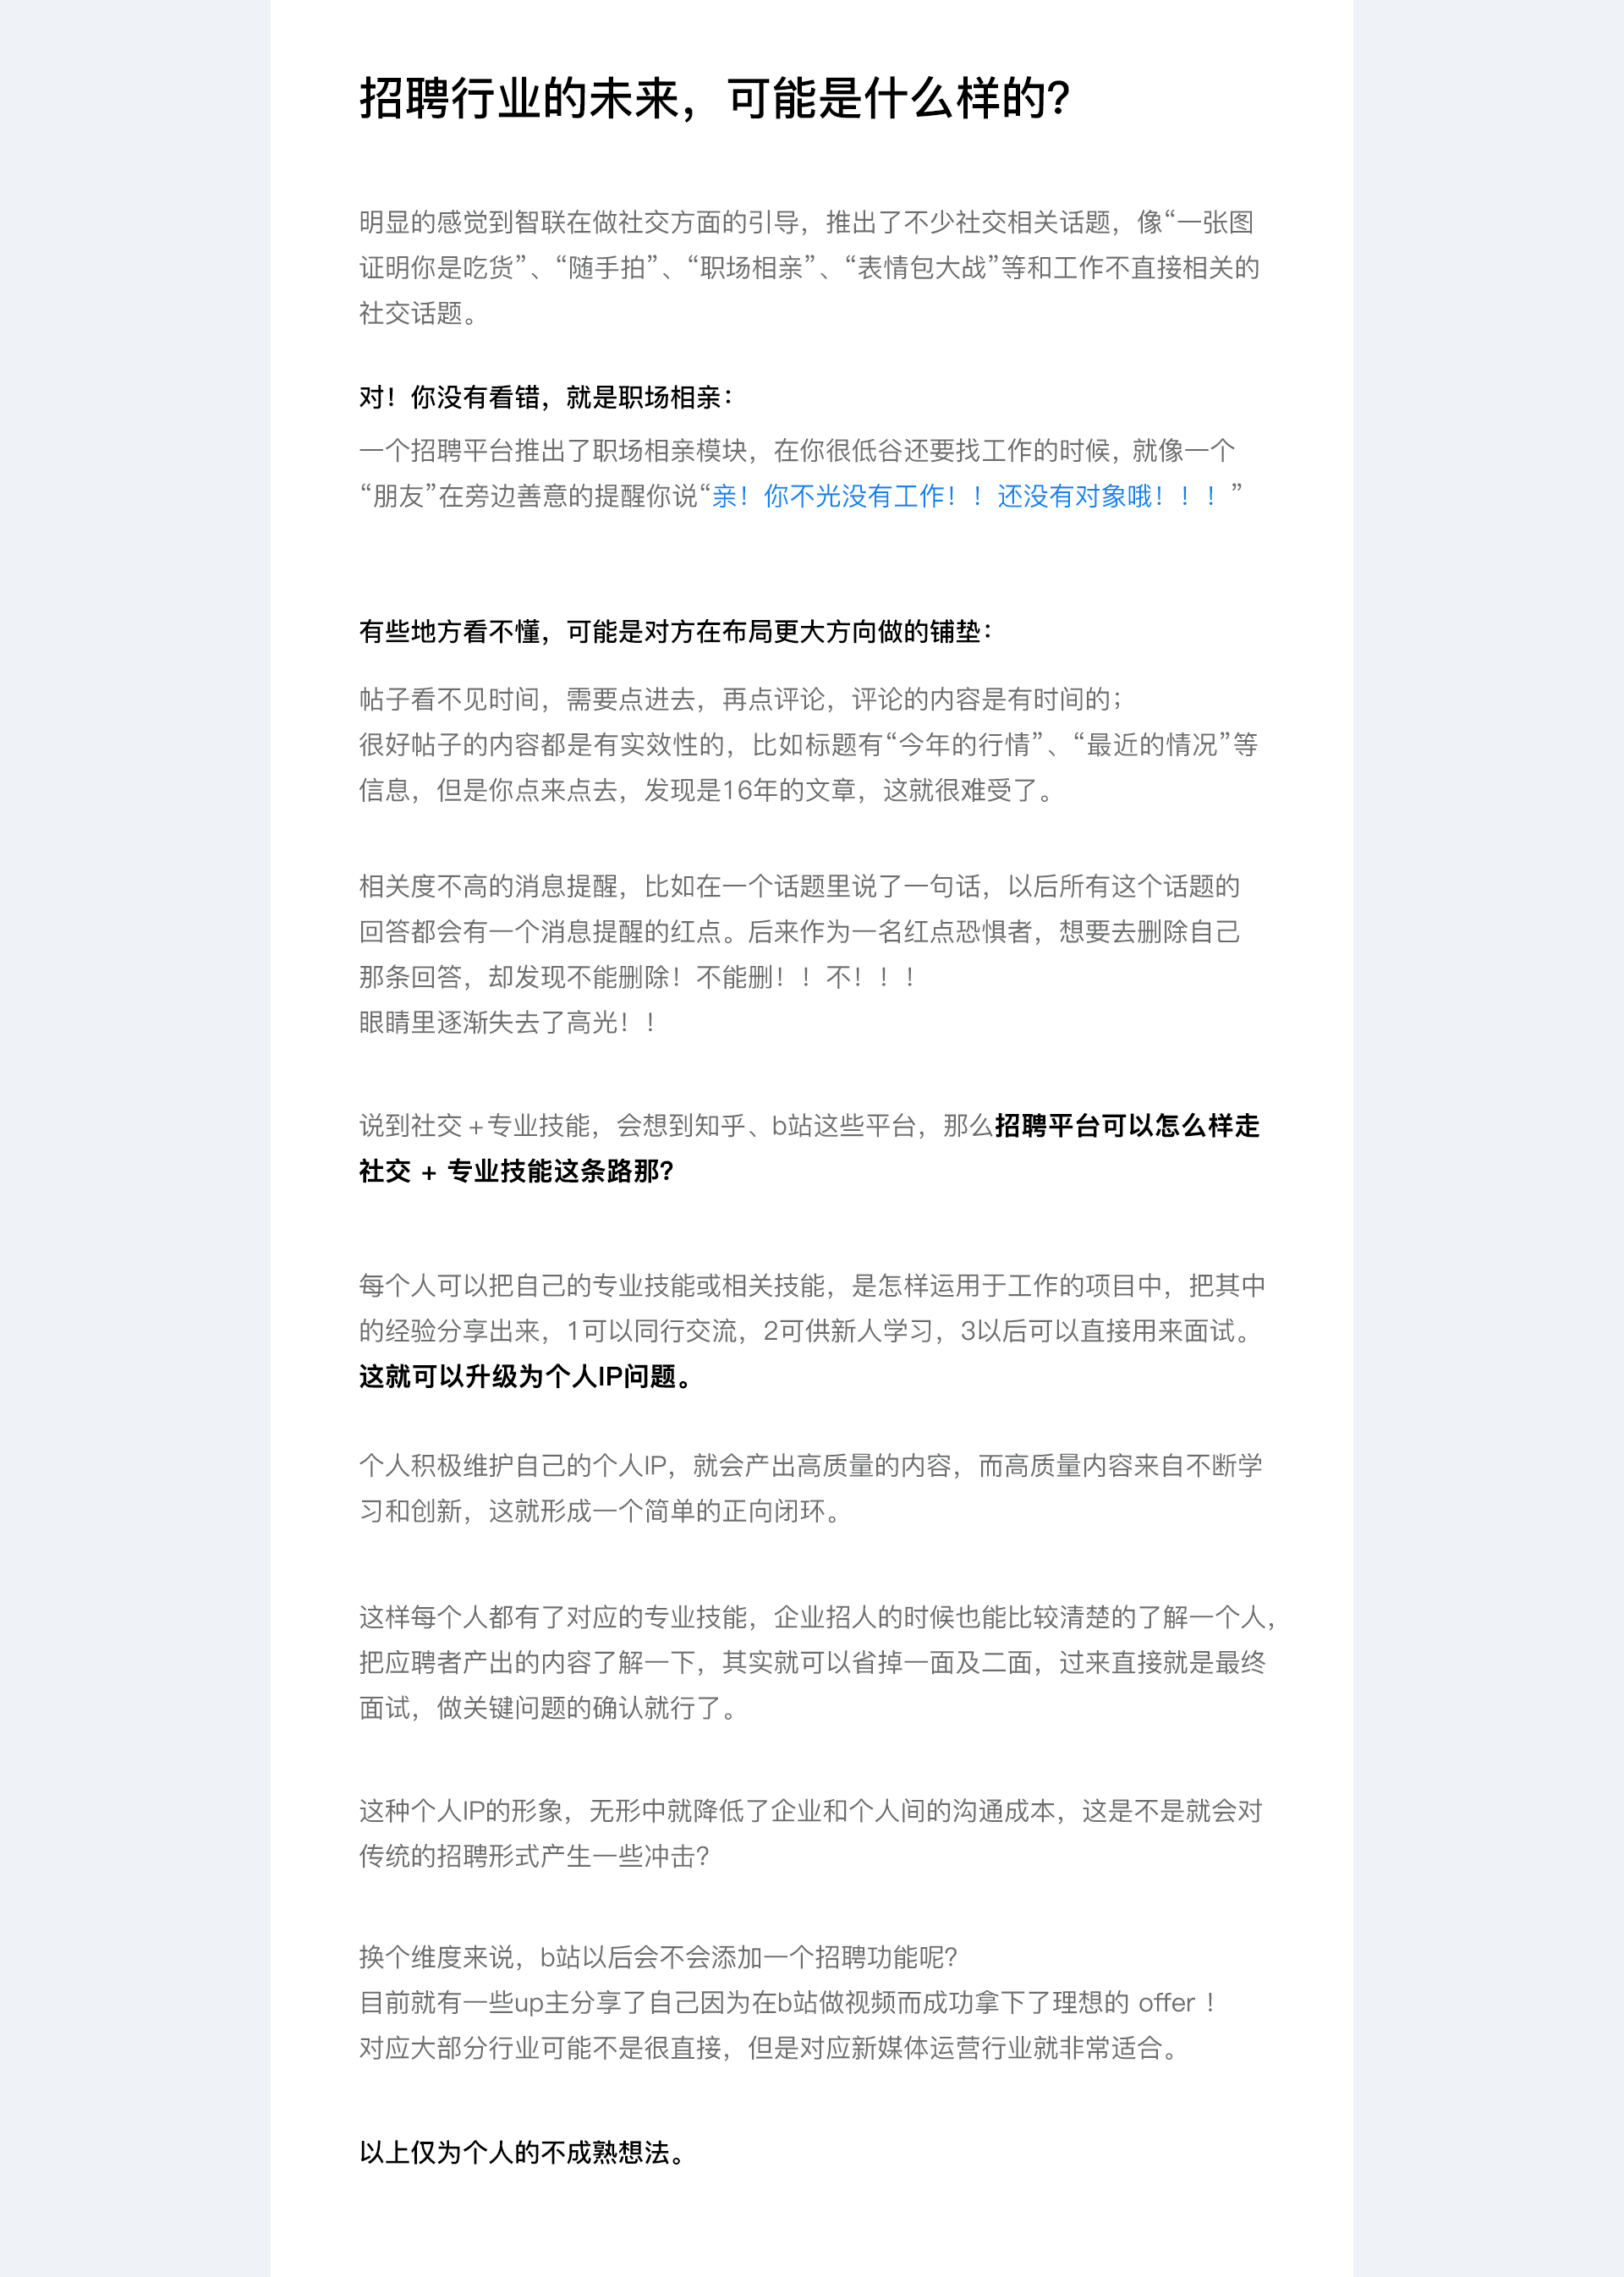 招聘行业的未来，可能是什么样的？
明显的感觉到智联在做社交方面的引导，推出了不少社交相关话题，像“一张图
证明你是吃货”、“随手拍”、“职场相亲”、“表情包大战”等和工作不直接相关的
社交话题。
对！你没有看错，就是职场相亲：
一个招聘平台推出了职场相亲模块，在你很低谷还要找工作的时候，就像一个
“朋友”在旁边善意的提醒你说“亲！你不光没有工作！！还没有对象哦！！！”
有些地方看不懂，可能是对方在布局更大方向做的铺垫：
帖子看不见时间，需要点进去，再点评论，评论的内容是有时间的；
很好帖子的内容都是有实效性的，比如标题有“今年的行情”、“最近的情况”等
信息，但是你点来点去，发现是16年的文章，这就很难受了。
相关度不高的消息提醒，比如在一个话题里说了一句话，以后所有这个话题的
回答都会有一个消息提醒的红点。后来作为一名红点恐惧者，想要去删除自己
那条回答，却发现不能删除！不能删！！不！！！
眼睛里逐渐失去了高光！！
说到社交+专业技能，会想到知乎、b站这些平台，那么招聘平台可以怎么样走
社交 + 专业技能这条路那？
每个人可以把自己的专业技能或相关技能，是怎样运用于工作的项目中，把其中
的经验分享出来，1可以同行交流，2可供新人学习，3以后可以直接用来面试。
这就可以升级为个人IP问题。
个人积极维护自己的个人IP，就会产出高质量的内容，而高质量内容来自不断学
习和创新，这就形成一个简单的正向闭环。
这样每个人都有了对应的专业技能，企业招人的时候也能比较清楚的了解一个人，
把应聘者产出的内容了解一下，其实就可以省掉一面及二面，过来直接就是最终
面试，做关键问题的确认就行了。
这种个人IP的形象，无形中就降低了企业和个人间的沟通成本，这是不是就会对
传统的招聘形式产生一些冲击？
换个维度来说，b站以后会不会添加一个招聘功能呢？
目前就有一些up主分享了自己因为在b站做视频而成功拿下了理想的 offer！
对应大部分行业可能不是很直接，但是对应新媒体运营行业就非常适合。
以上仅为个人的不成熟想法。